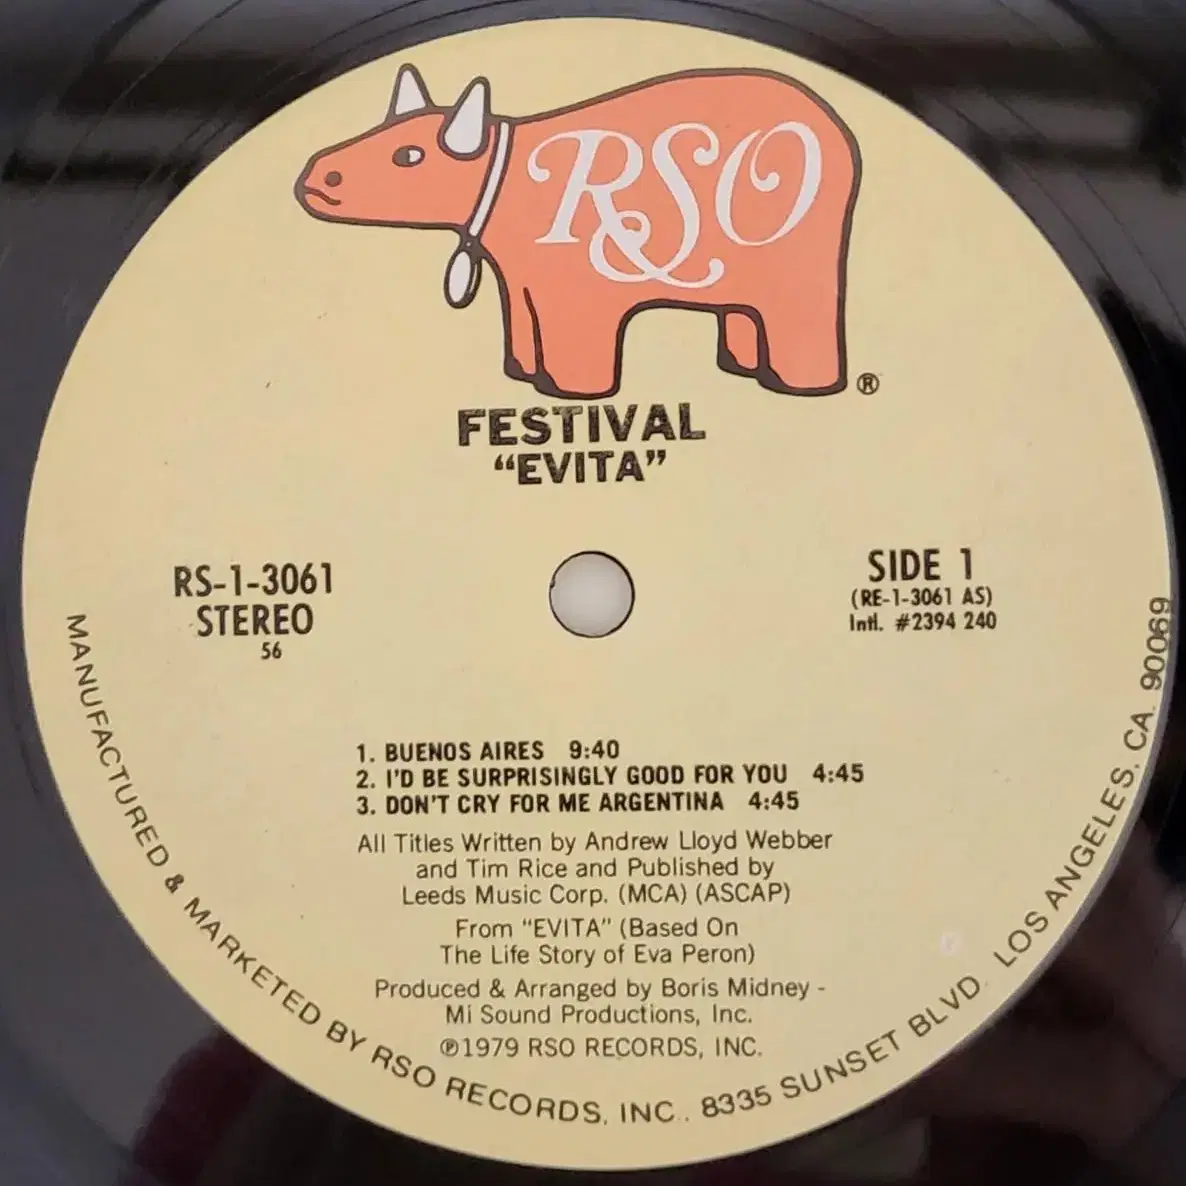 RSO
®
FESTIVAL
"EVITA"
RS-1-3061
STEREO
56
SIDE 1
(RE-1-3061 AS)
Intl. #2394 240
1. BUENOS AIRES 9:40
2. I'D BE SURPRISINGLY GOOD FOR YOU 4:45
3. DON'T CRY FOR ME ARGENTINA 4:45
All Titles Written by Andrew Lloyd Webber
and Tim Rice and Published by
Leeds Music Corp. (MCA) (ASCAP)
From "EVITA" (Based On
The Life Story of Eva Peron)
Produced & Arranged by Boris Midney -
Mi Sound Productions, Inc.
℗1979 RSO RECORDS, INC.
MANUFACTURED & MARKETED BY RSO RECORDS, INC., 8335 SUNSET BLVD. LOS ANGELES, CA. 90069